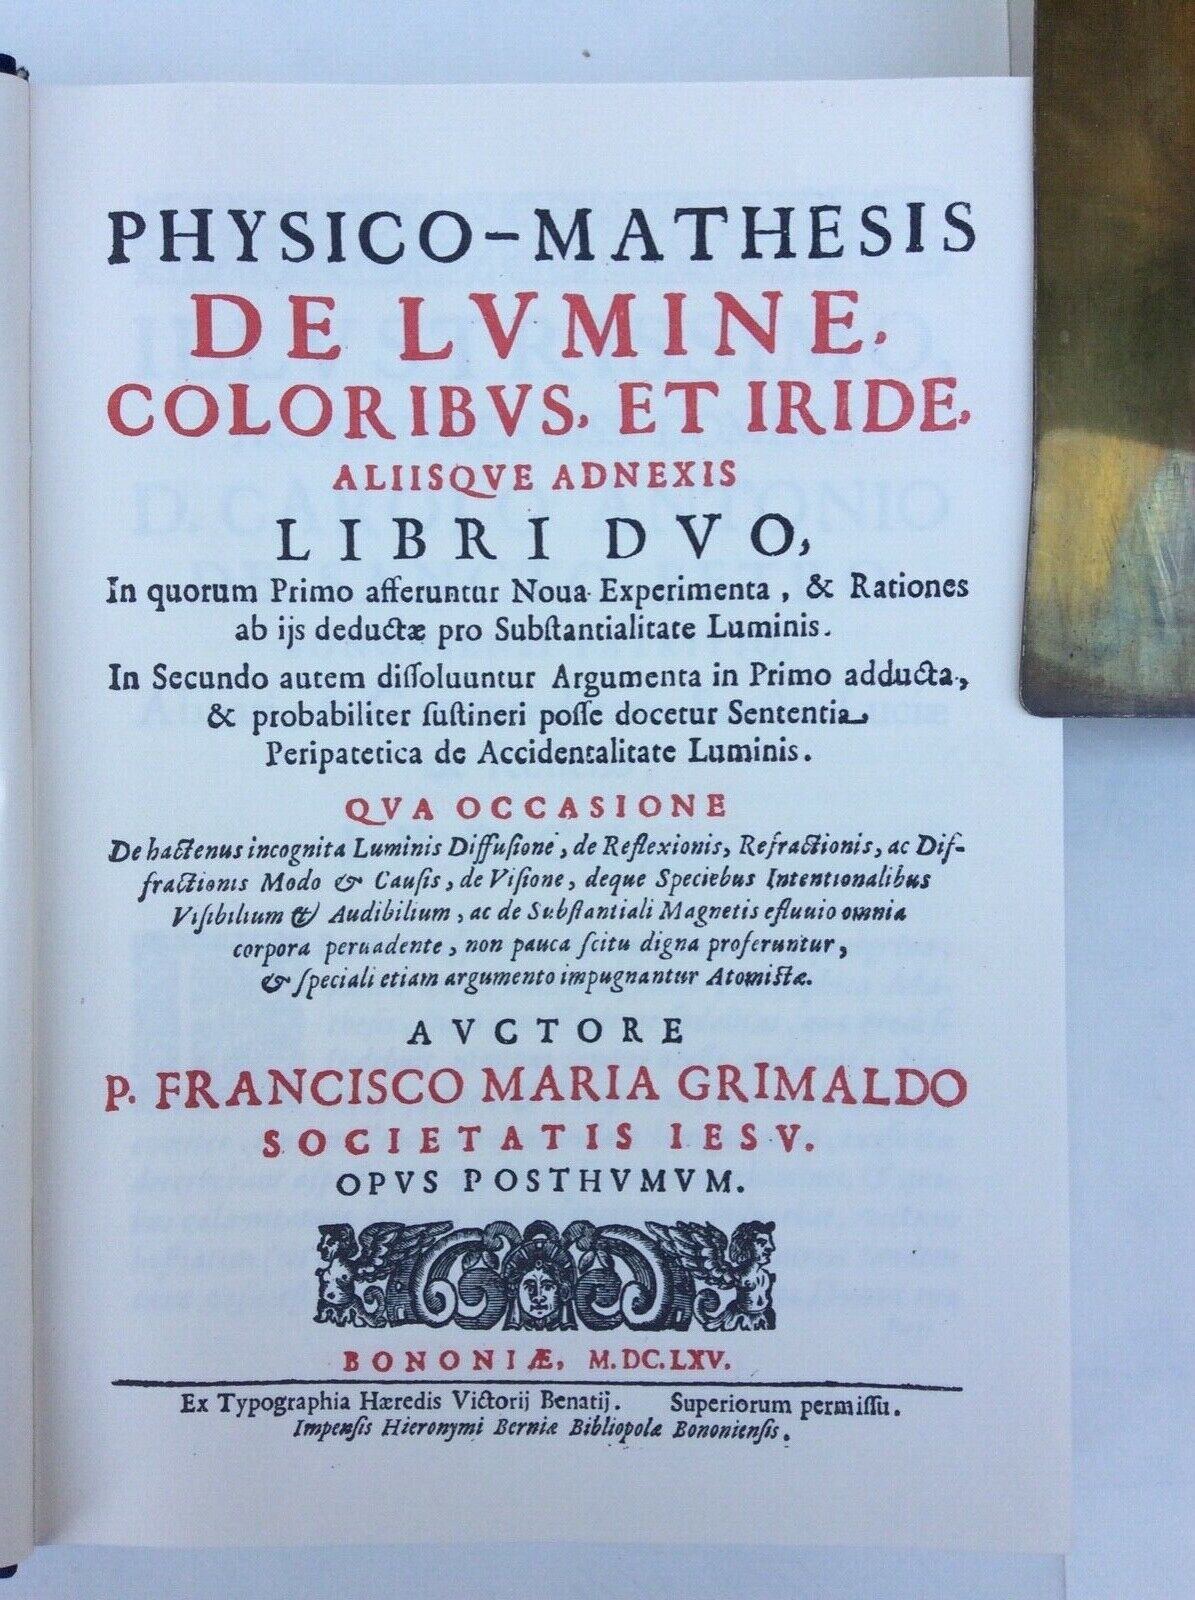 PHYSICO-MATHESIS
DE LVMINE,
COLORIBVS, ET IRIDE,
ALIISQVE ADNEXIS
LIBRI DVO,
In quorum Primo afferuntur Noua Experimenta, & Rationes
ab ijs deductæ pro Subſtantialitate Luminis.
In Secundo autem diſſoluuntur Argumenta in Primo adducta,
& probabiliter ſuſtineri poſſe docetur Sententia
Peripatetica de Accidentalitate Luminis.
QVA OCCASIONE
De hactenus incognita Luminis Diffuſione, de Reflexionis, Refractionis, ac Dif-
fractionis Modo & Cauſis, de Viſione, deque Speciebus Intentionalibus
Viſibilium & Audibilium, ac de Subſtantiali Magnetis effluuio omnia
corpora peruadente, non pauca ſcitu digna proferuntur,
& ſpeciali etiam argumento impugnantur Atomiſtæ.
AVCTORE
P. FRANCISCO MARIA GRIMALDO
SOCIETATIS IESV.
OPVS POSTHVMVM.
BONONIÆ, M.DC.LXV.
Ex Typographia Hæredis Victorij Benatij. Superiorum permiſſu.
Impenſis Hieronymi Berniæ Bibliopolæ Bononienſis.